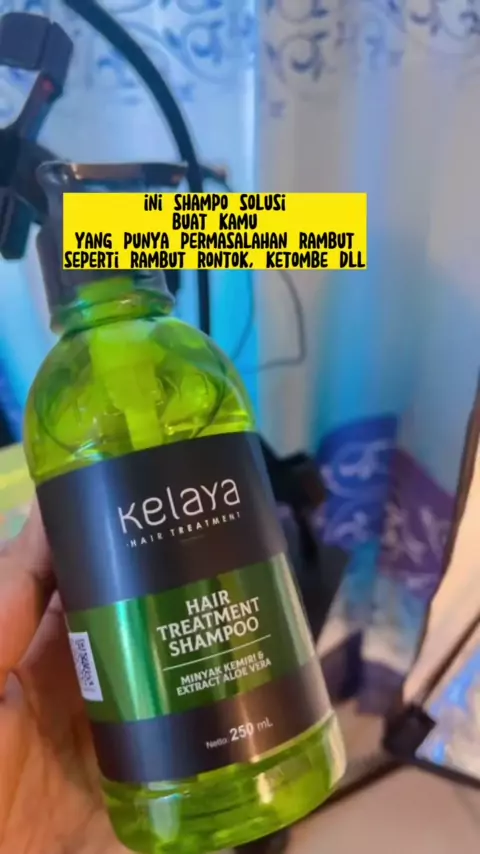 iNi SHAMPO SOLUSi
BUAT KAMU
YANG PUNYA PERMASALAHAN RAMBUT
SEPERTi RAMBUT RONTOK, KETOMBE DLL
Kelaya
HAIR TREATMENT
HAIR
TREATMENT
SHAMPOO
MINYAK KEMIRI &
EXTRACT ALOE VERA
Netto: 250 mL